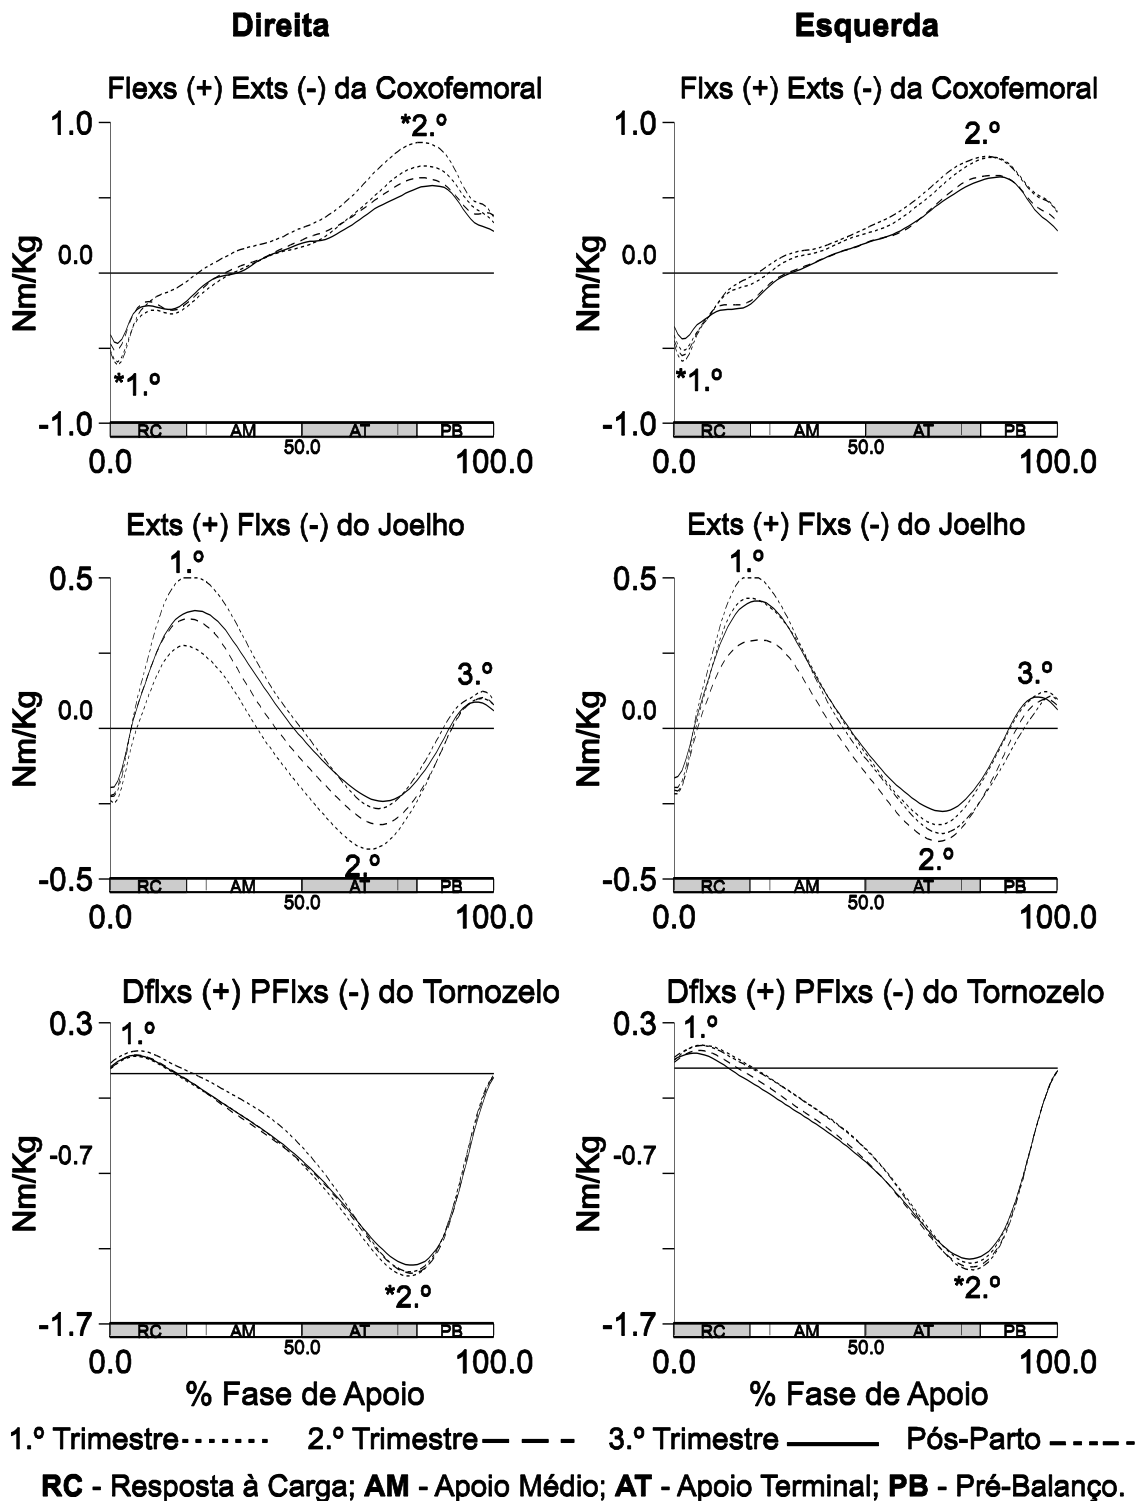 Direita Esquerda
Flexs (+) Exts (-) da Coxofemoral Flxs (+) Exts (-) da Coxofemoral
1.0 *2.º 1.0 2.º
0.0 0.0
Nm/Kg Nm/Kg
*1.º *1.º
-1.0 RC AM AT PB -1.0 RC AM AT PB
0.0 50.0 100.0 0.0 50.0 100.0
Exts (+) Flxs (-) do Joelho Exts (+) Flxs (-) do Joelho
1.º 1.º
0.5 0.5
3.º 3.º
0.0 0.0
Nm/Kg Nm/Kg
2.º 2.º
-0.5 RC AM AT PB -0.5 RC AM AT PB
0.0 50.0 100.0 0.0 50.0 100.0
Dflxs (+) PFlxs (-) do Tornozelo Dflxs (+) PFlxs (-) do Tornozelo
0.3 1.º 0.3 1.º
-0.7 -0.7
Nm/Kg Nm/Kg
*2.º *2.º
-1.7 RC AM AT PB -1.7 RC AM AT PB
0.0 50.0 100.0 0.0 50.0 100.0
% Fase de Apoio % Fase de Apoio
1.º Trimestre 2.º Trimestre 3.º Trimestre Pós-Parto
RC - Resposta à Carga; AM - Apoio Médio; AT - Apoio Terminal; PB - Pré-Balanço.